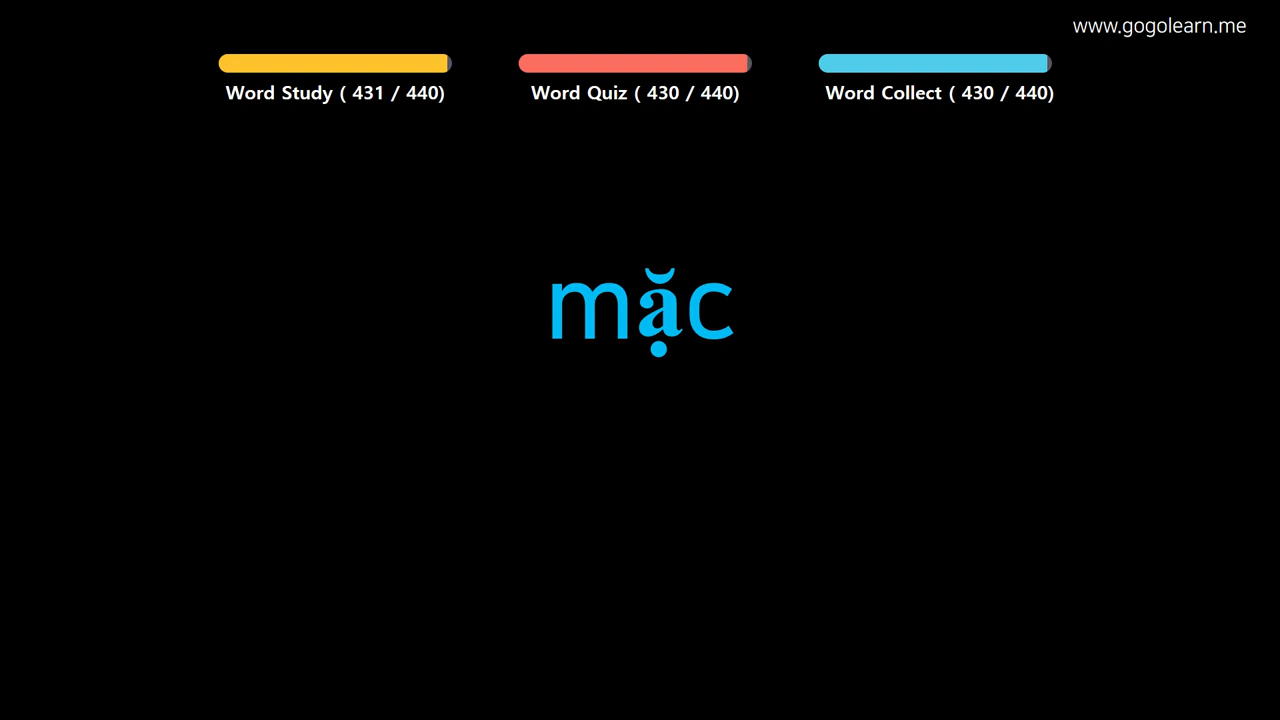 www.gogolearn.me
Word Study ( 431 / 440)
Word Quiz ( 430 / 440)
Word Collect ( 430 / 440)
mặc